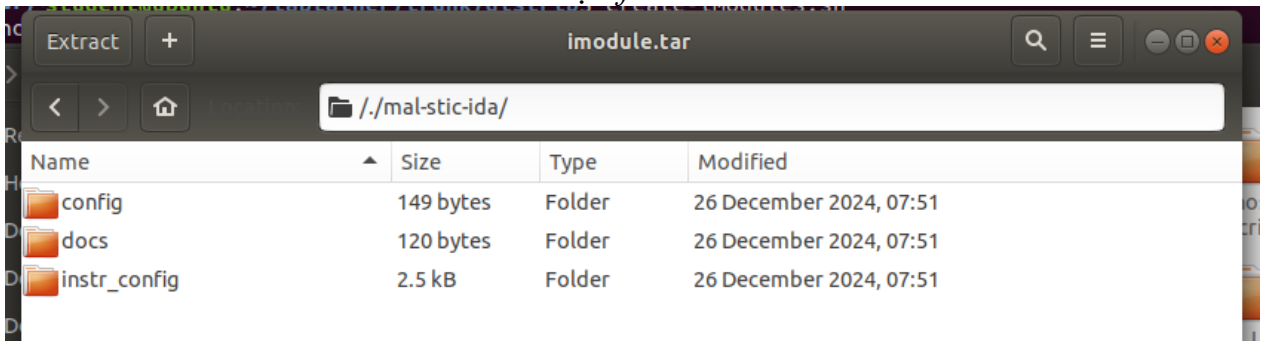 Extract + imodule.tar
Location: /./mal-stic-ida/
Name Size Type Modified
config 149 bytes Folder 26 December 2024, 07:51
docs 120 bytes Folder 26 December 2024, 07:51
instr_config 2.5 kB Folder 26 December 2024, 07:51